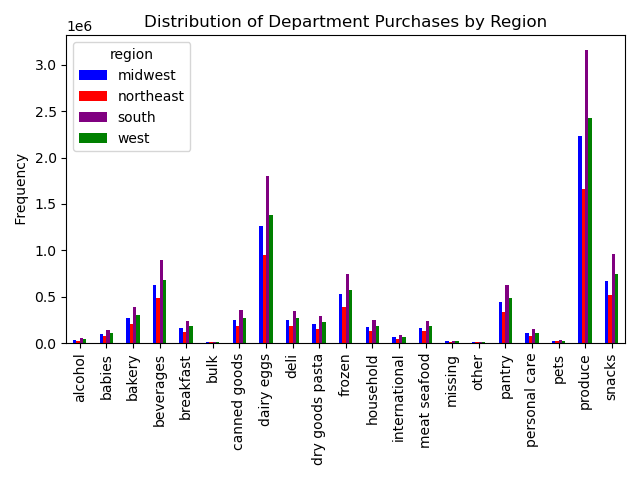 Distribution of Department Purchases by Region
1e6
region
midwest
northeast
south
west
Frequency
3.0
2.5
2.0
1.5
1.0
0.5
0.0
alcohol
babies
bakery
beverages
breakfast
bulk
canned goods
dairy eggs
deli
dry goods pasta
frozen
household
international
meat seafood
missing
other
pantry
personal care
pets
produce
snacks